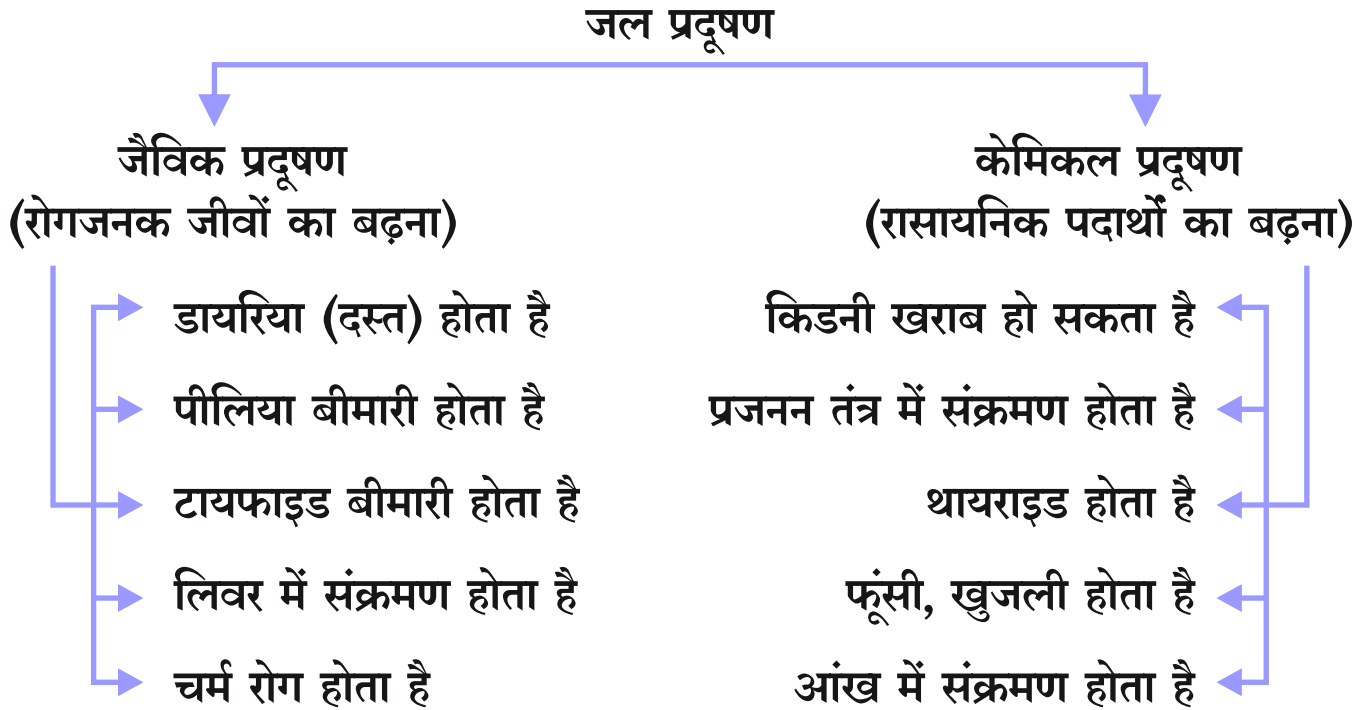 जल प्रदूषण
जैविक प्रदूषण
(रोगजनक जीवों का बढ़ना)
डायरिया (दस्त) होता है
पीलिया बीमारी होता है
टायफाइड बीमारी होता है
लिवर में संक्रमण होता है
चर्म रोग होता है
केमिकल प्रदूषण
(रासायनिक पदार्थों का बढ़ना)
किडनी खराब हो सकता है
प्रजनन तंत्र में संक्रमण होता है
थायराइड होता है
फूंसी, खुजली होता है
आंख में संक्रमण होता है